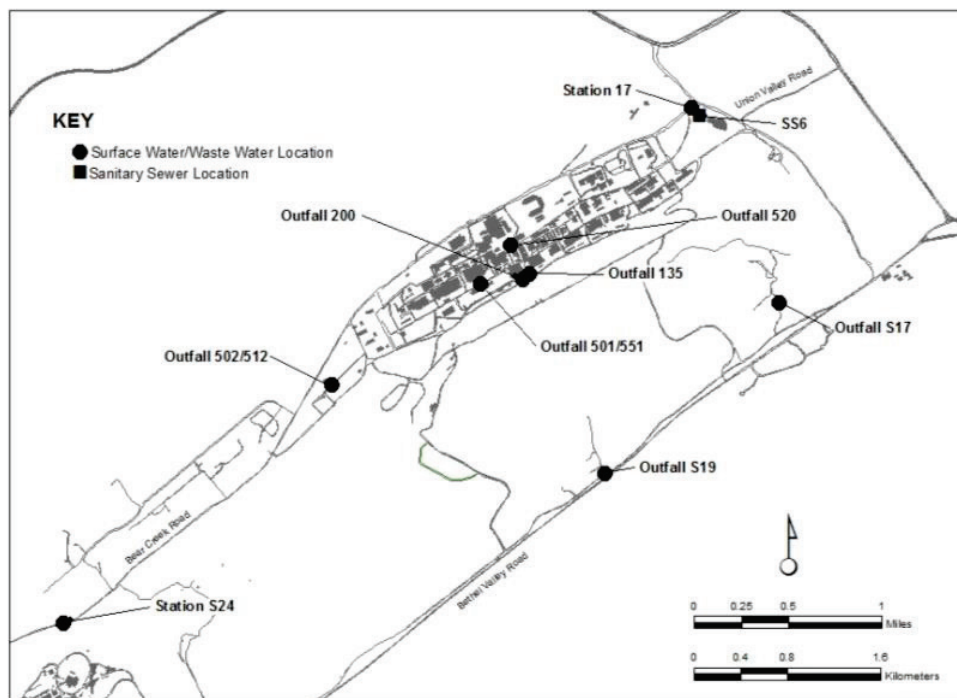 Station 17
Union Valley Road
SS6
KEY
Surface Water/Waste Water Location
Sanitary Sewer Location
Outfall 200
Outfall 520
Outfall 135
Outfall S17
Outfall 501/551
Outfall 502/512
Outfall S19
Bear Creek Road
Bethel Valley Road
Station S24
0 0.25 0.5 1
Miles
0 0.4 0.8 1.6
Kilometers